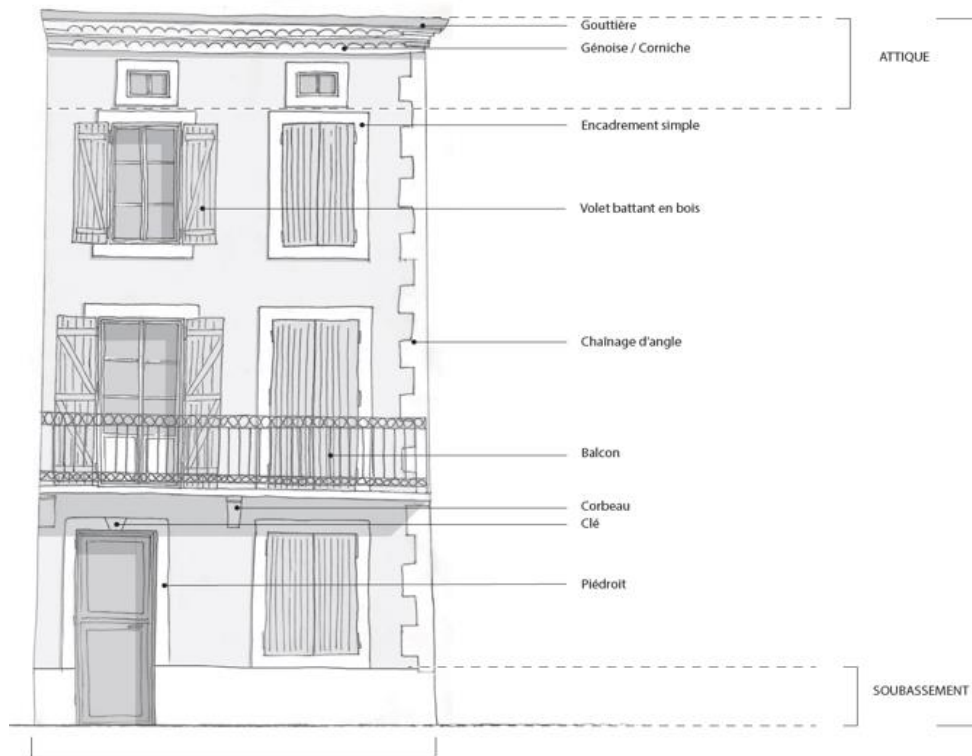 Gouttière
Génoise / Corniche
ATTIQUE
Encadrement simple
Volet battant en bois
Chaînage d'angle
Balcon
Corbeau
Clé
Piédroit
SOUBASSEMENT